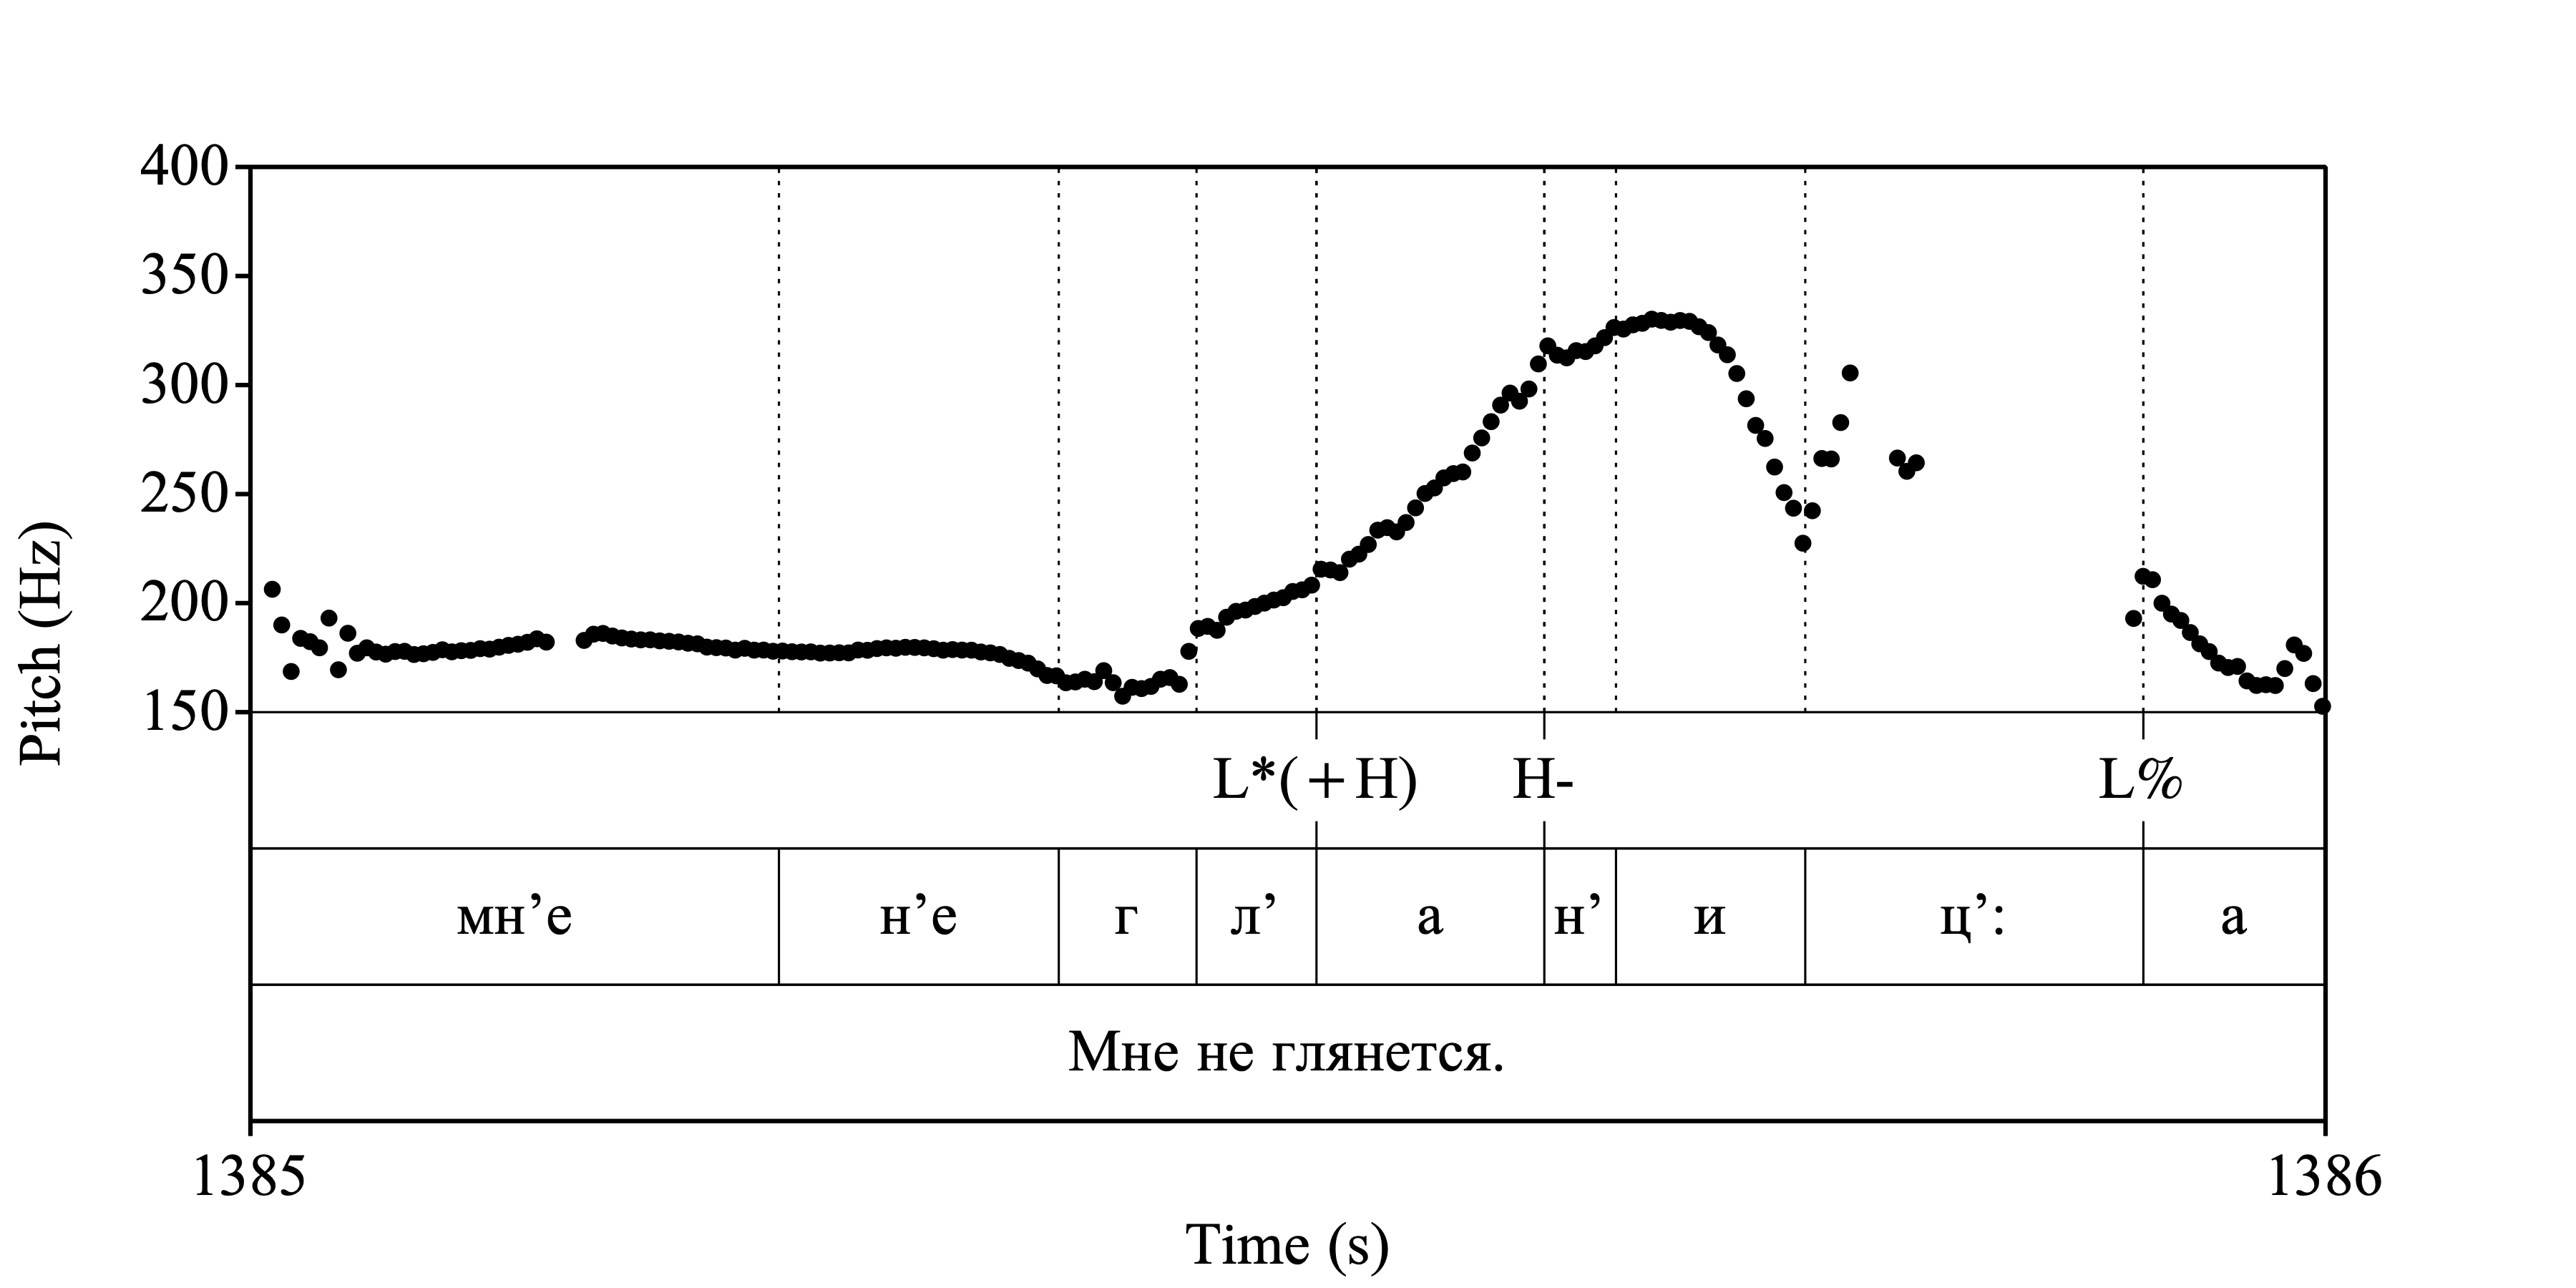 400
350
300
250
200
150
Pitch (Hz)
L*(+H) H- L%
мн’е н’е г л’ а н’ и ц’: а
Мне не глянется.
1385 1386
Time (s)